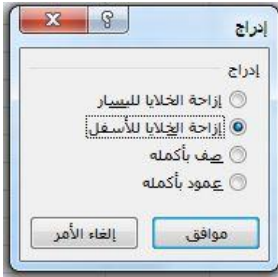 إدراج
إدراج
إزاحة الخلايا لليسار
إزاحة الخلايا للأسفل
صف بأكمله
عمود بأكمله
موافق
إلغاء الأمر